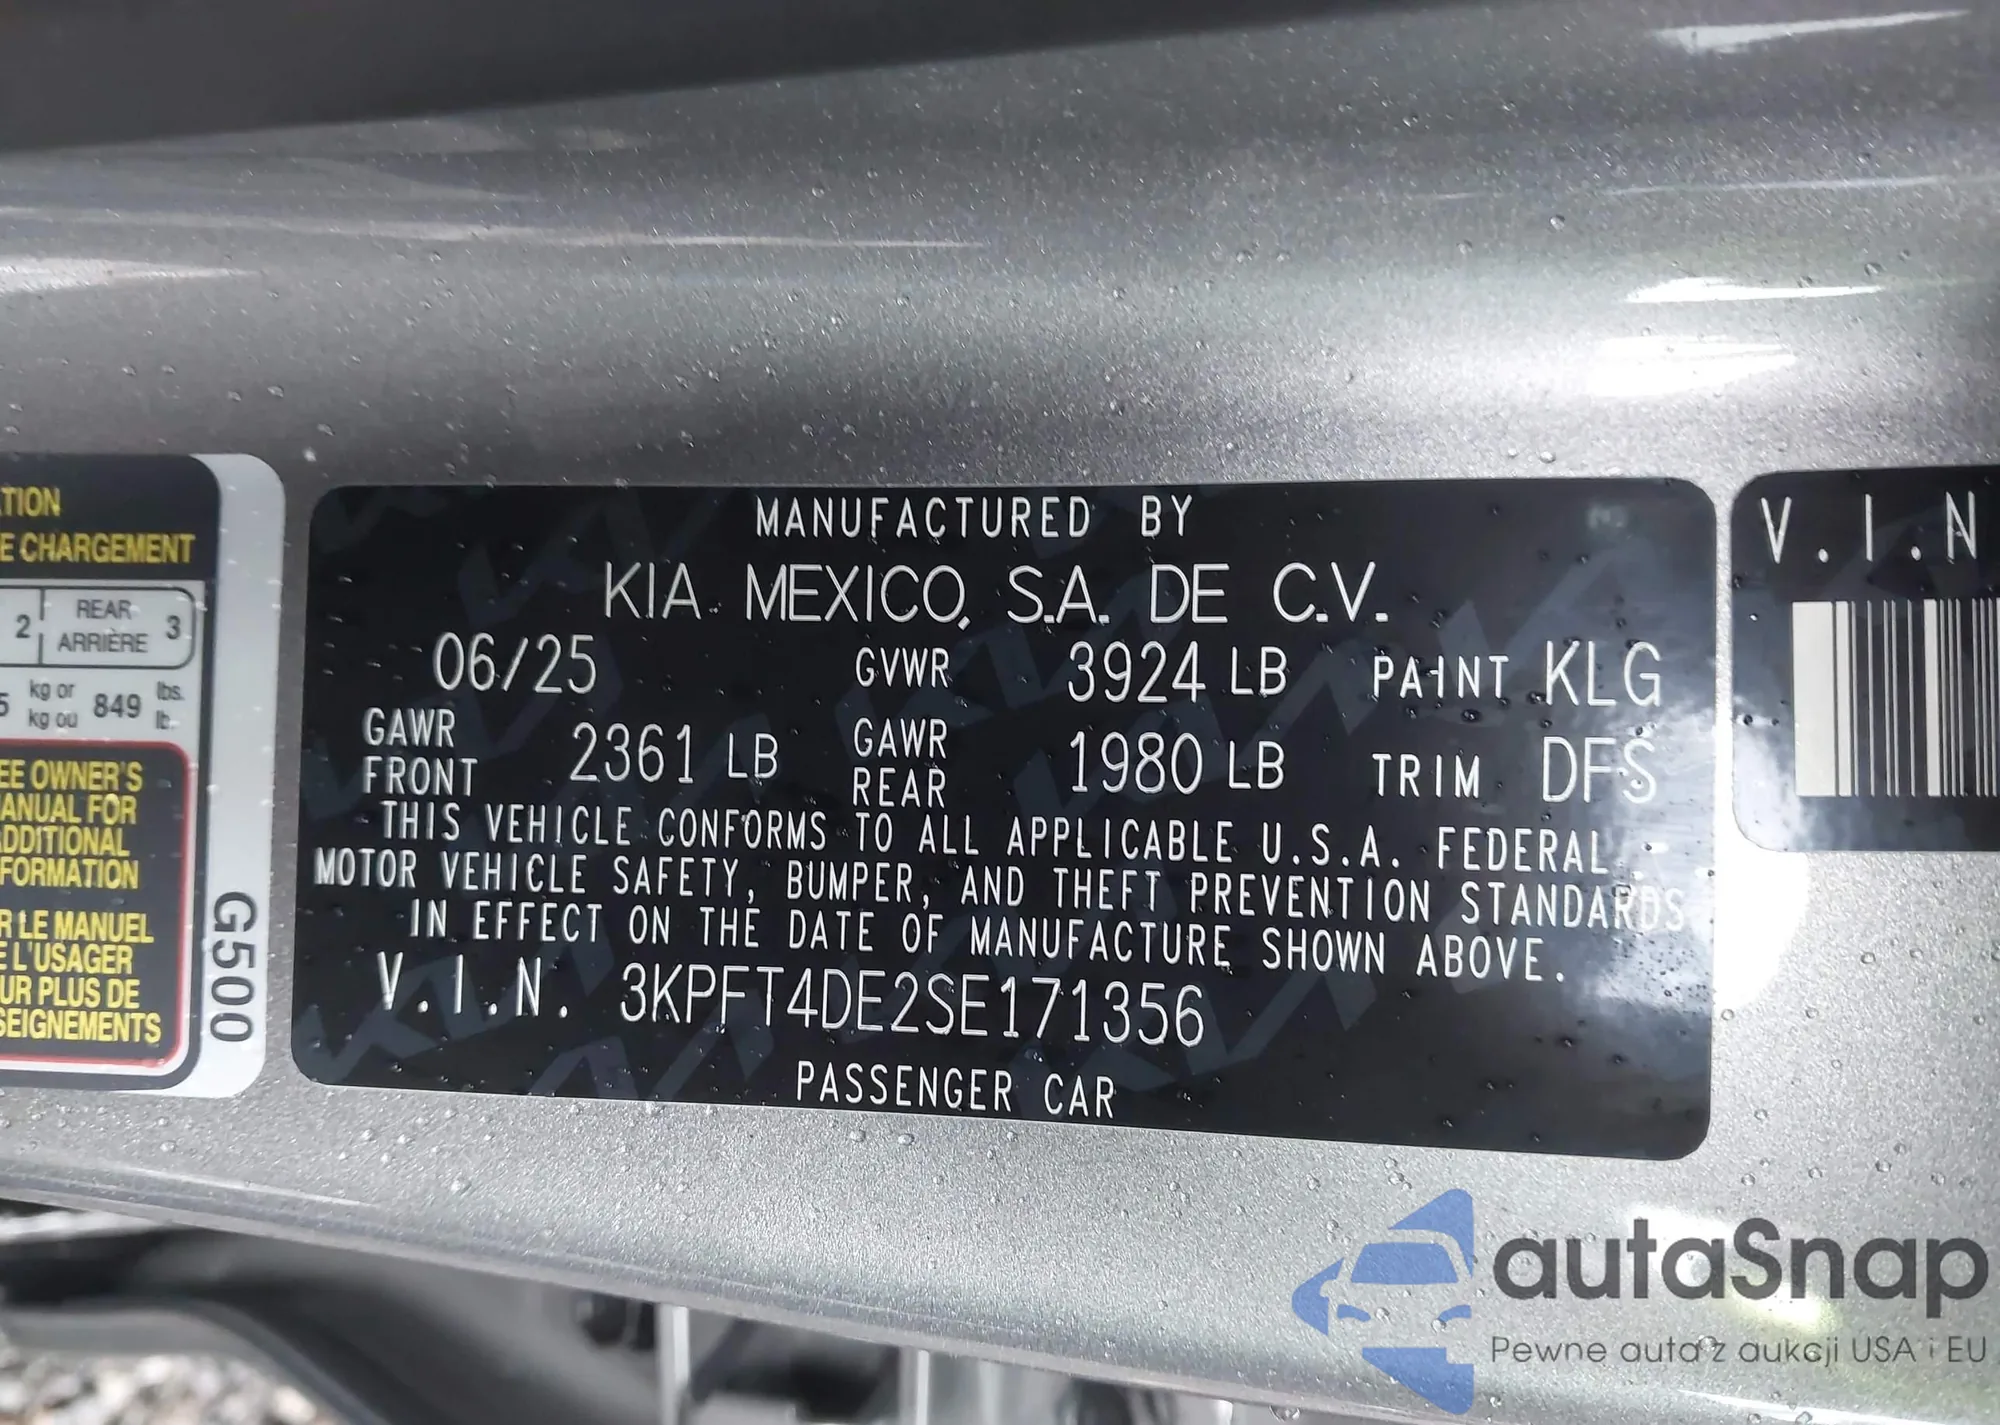 TION
E CHARGEMENT
2 REAR ARRIÈRE 3
5 kg or kg ou 849 lbs. lb.
EE OWNER'S
ANUAL FOR
DDITIONAL
FORMATION
R LE MANUEL
E L'USAGER
UR PLUS DE
SEIGNEMENTS
G500
MANUFACTURED BY
KIA MEXICO, S.A. DE C.V.
06/25 GVWR 3924 LB PAINT KLG
GAWR FRONT 2361 LB GAWR REAR 1980 LB TRIM DFS
THIS VEHICLE CONFORMS TO ALL APPLICABLE U.S.A. FEDERAL
MOTOR VEHICLE SAFETY, BUMPER, AND THEFT PREVENTION STANDARDS
IN EFFECT ON THE DATE OF MANUFACTURE SHOWN ABOVE.
V.I.N. 3KPFT4DE2SE171356
PASSENGER CAR
V.I.N
autaSnap
Pewne auta z aukcji USA i EU